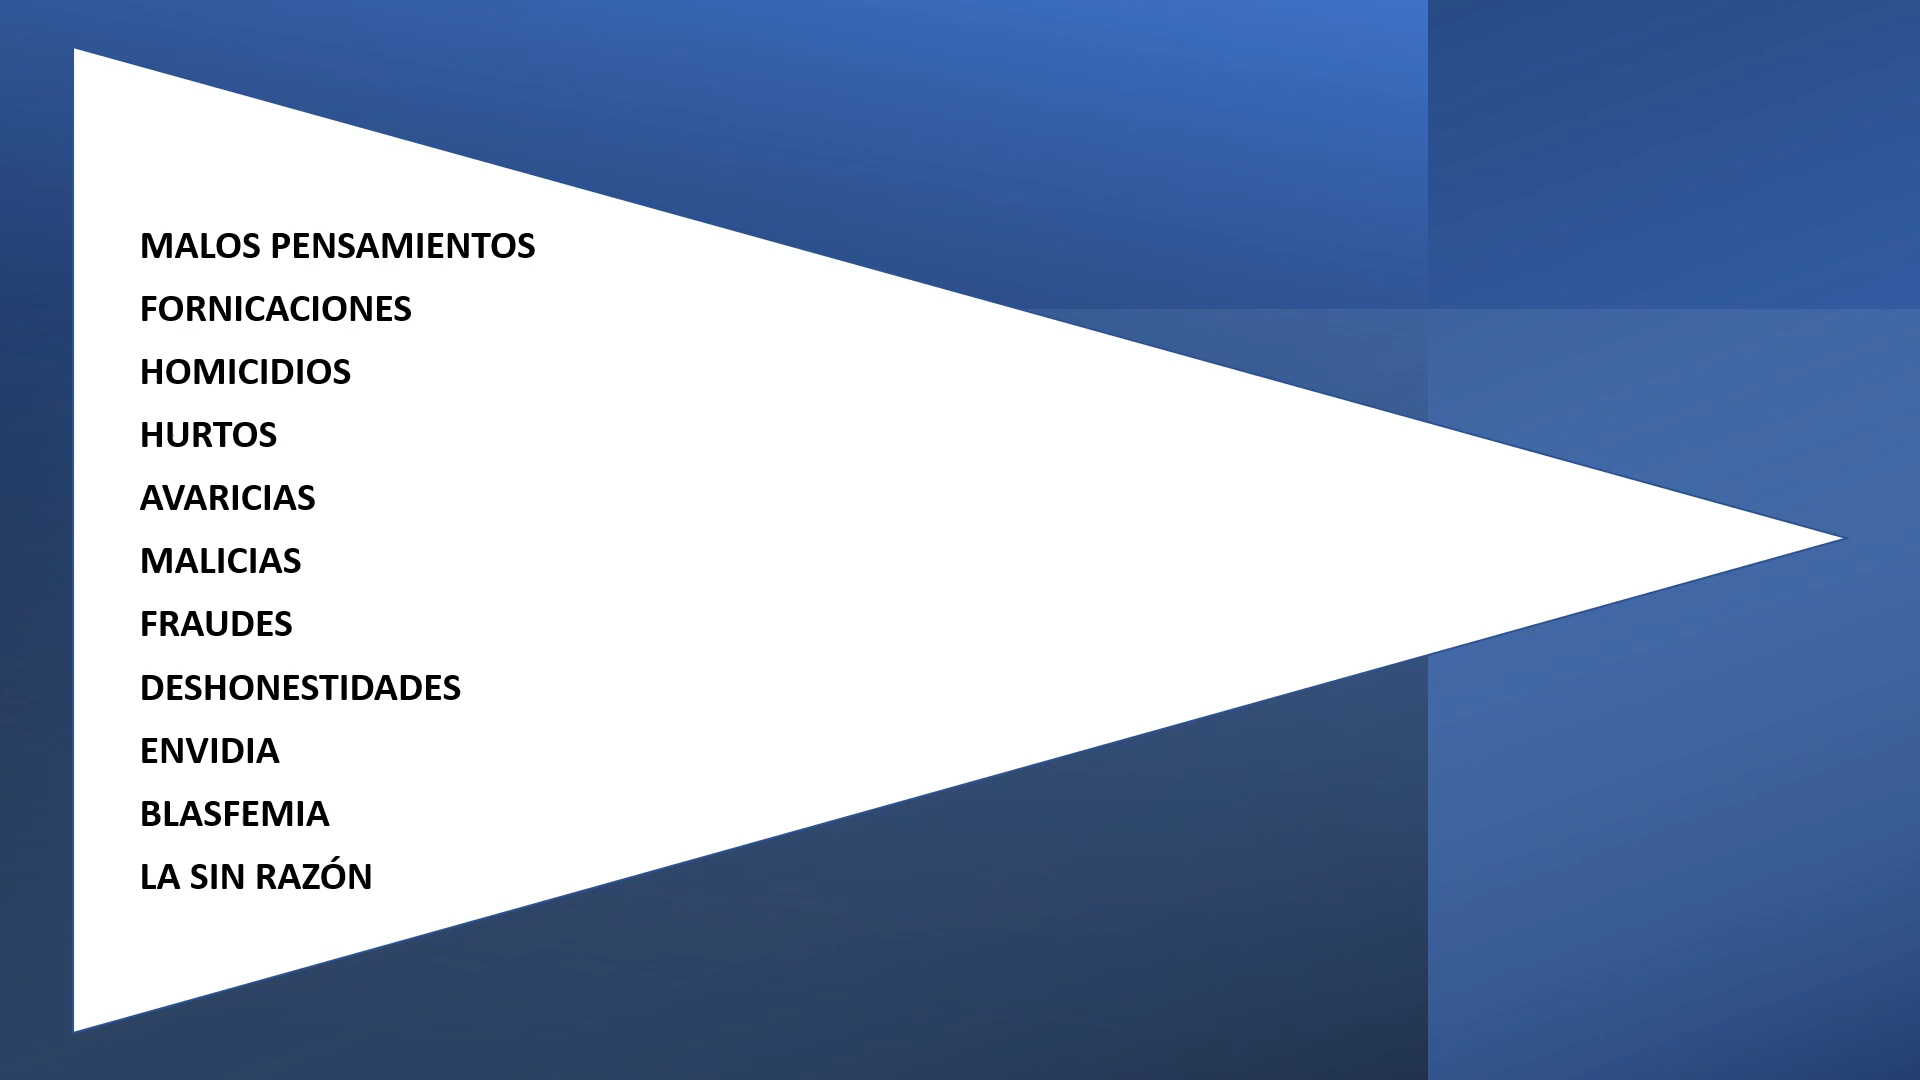 MALOS PENSAMIENTOS
FORNICACIONES
HOMICIDIOS
HURTOS
AVARICIAS
MALICIAS
FRAUDES
DESHONESTIDADES
ENVIDIA
BLASFEMIA
LA SIN RAZÓN